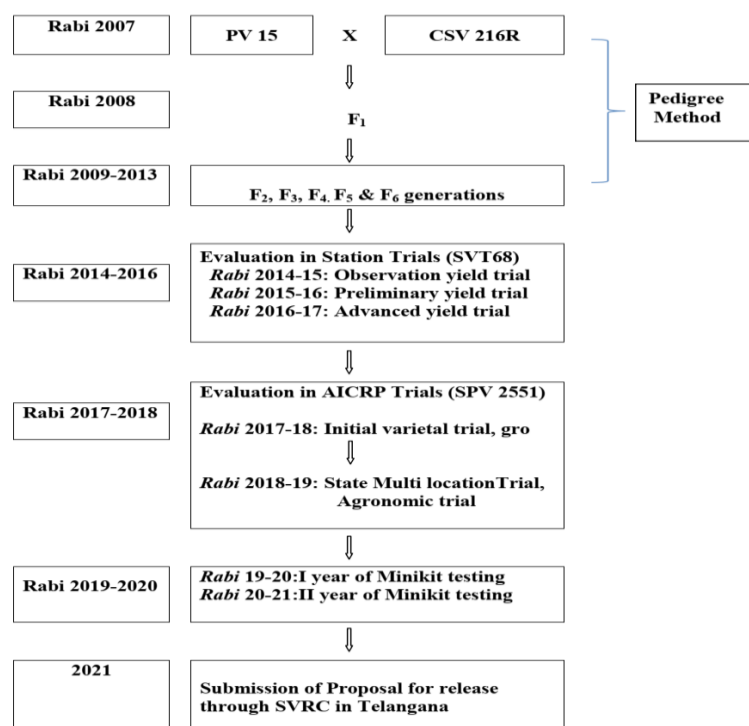 Rabi 2007
PV 15
X
CSV 216R
Pedigree
Method
Rabi 2008
F₁
Rabi 2009-2013
F₂, F₃, F₄. F₅ & F₆ generations
Rabi 2014-2016
Evaluation in Station Trials (SVT68)
Rabi 2014-15: Observation yield trial
Rabi 2015-16: Preliminary yield trial
Rabi 2016-17: Advanced yield trial
Rabi 2017-2018
Evaluation in AICRP Trials (SPV 2551)
Rabi 2017-18: Initial varietal trial, gro
Rabi 2018-19: State Multi locationTrial,
Agronomic trial
Rabi 2019-2020
Rabi 19-20:I year of Minikit testing
Rabi 20-21:II year of Minikit testing
2021
Submission of Proposal for release
through SVRC in Telangana